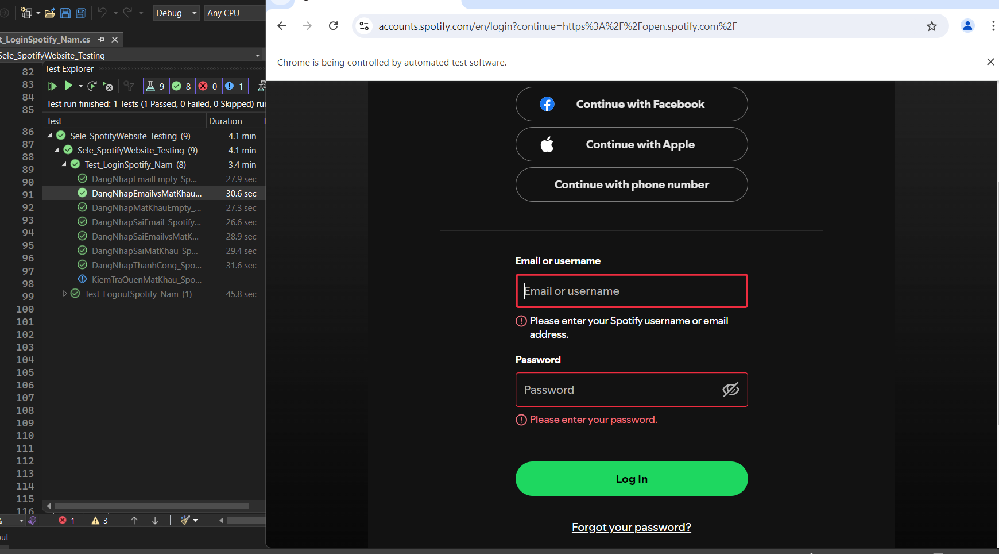 Debug
Any CPU
t_LoginSpotify_Nam.cs
Sele_SpotifyWebsite_Testing
Test Explorer
9 8 0 1
Test run finished: 1 Tests (1 Passed, 0 Failed, 0 Skipped) ru
Test Duration T
Sele_SpotifyWebsite_Testing (9) 4.1 min
Sele_SpotifyWebsite_Testing (9) 4.1 min
Test_LoginSpotify_Nam (8) 3.4 min
DangNhapEmailEmpty_Sp... 27.9 sec
DangNhapEmailvsMatKhau... 30.6 sec
DangNhapMatKhauEmpty_... 27.3 sec
DangNhapSaiEmail_Spotify... 26.6 sec
DangNhapSaiEmailvsMatK... 28.9 sec
DangNhapSaiMatKhau_Sp... 29.4 sec
DangNhapThanhCong_Spo... 31.6 sec
KiemTraQuenMatKhau_Spo...
Test_LogoutSpotify_Nam (1) 45.8 sec
82
83
84
85
86
87
88
89
90
91
92
93
94
95
96
97
98
99
100
101
102
103
104
105
106
107
108
109
110
111
112
113
114
115
116
%
1 3
out
accounts.spotify.com/en/login?continue=https%3A%2F%2Fopen.spotify.com%2F
Chrome is being controlled by automated test software.
Continue with Facebook
Continue with Apple
Continue with phone number
Email or username
Email or username
Please enter your Spotify username or email
address.
Password
Password
Please enter your password.
Log In
Forgot your password?